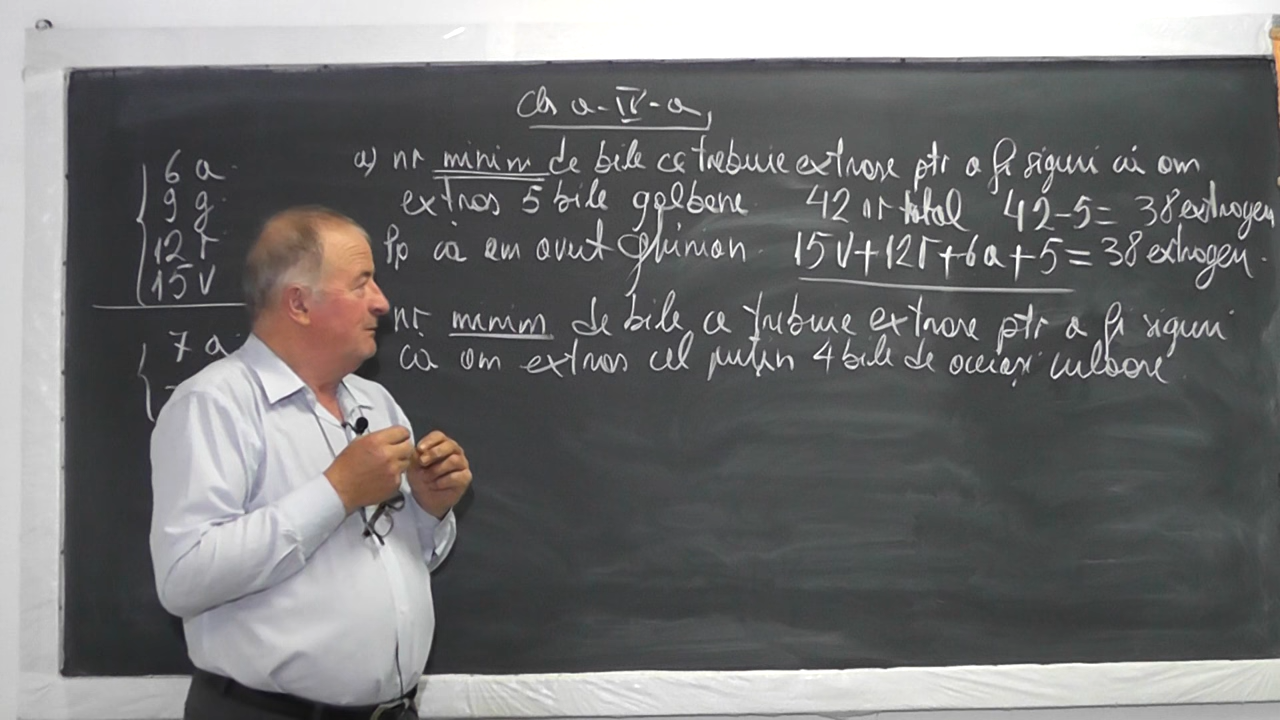 Cls a-IV-a,
6 a
9 g
12 r
15 V
7 a
a) nr minim de bile ce trebuie extrase ptr a fi siguri că am
extras 5 bile galbene 42 nr total 42-5= 38 extrageri
Pp că am avut ghinion 15V+12r+6a+5=38 extrageri.
nr minim de bile ce trebuie extrase ptr a fi siguri
că am extras cel puțin 4 bile de aceiași culoare